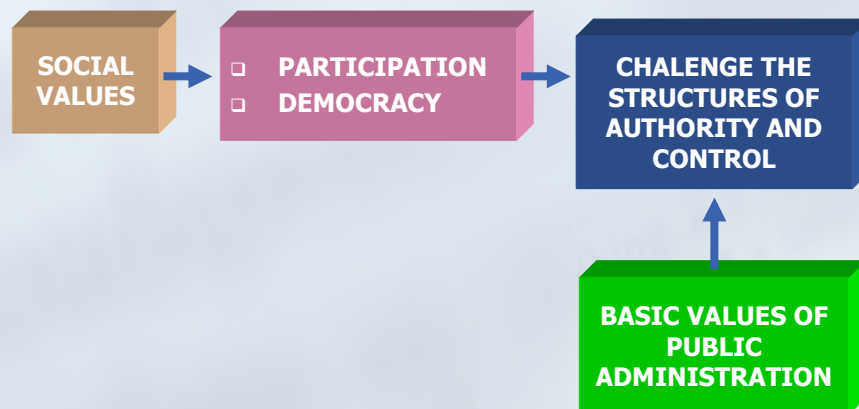 SOCIAL
VALUES
❑ PARTICIPATION
❑ DEMOCRACY
CHALENGE THE
STRUCTURES OF
AUTHORITY AND
CONTROL
BASIC VALUES OF
PUBLIC
ADMINISTRATION